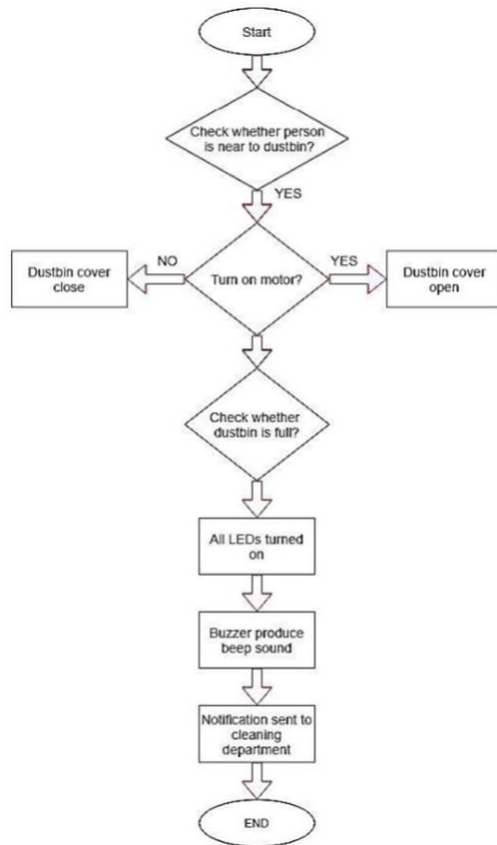 Start
Check whether person
is near to dustbin?
YES
NO
YES
Dustbin cover
close
Turn on motor?
Dustbin cover
open
Check whether
dustbin is full?
All LEDs turned
on
Buzzer produce
beep sound
Notification sent to
cleaning
department
END